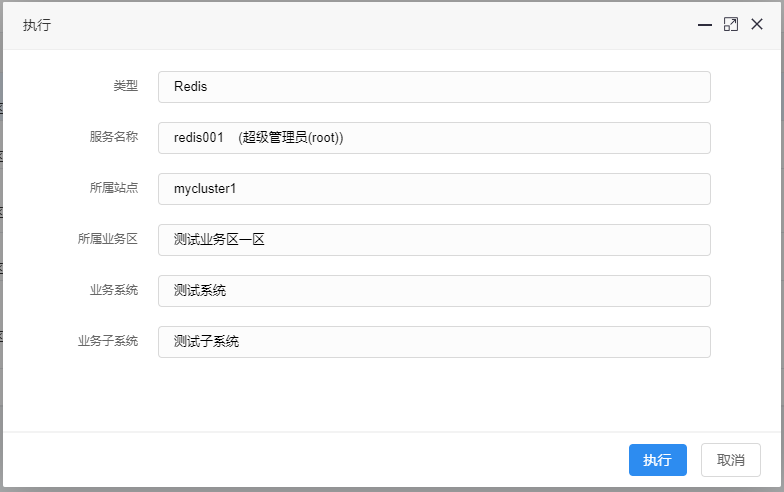 执行
类型 Redis
服务名称 redis001 (超级管理员(root))
所属站点 mycluster1
所属业务区 测试业务区一区
业务系统 测试系统
业务子系统 测试子系统
执行 取消